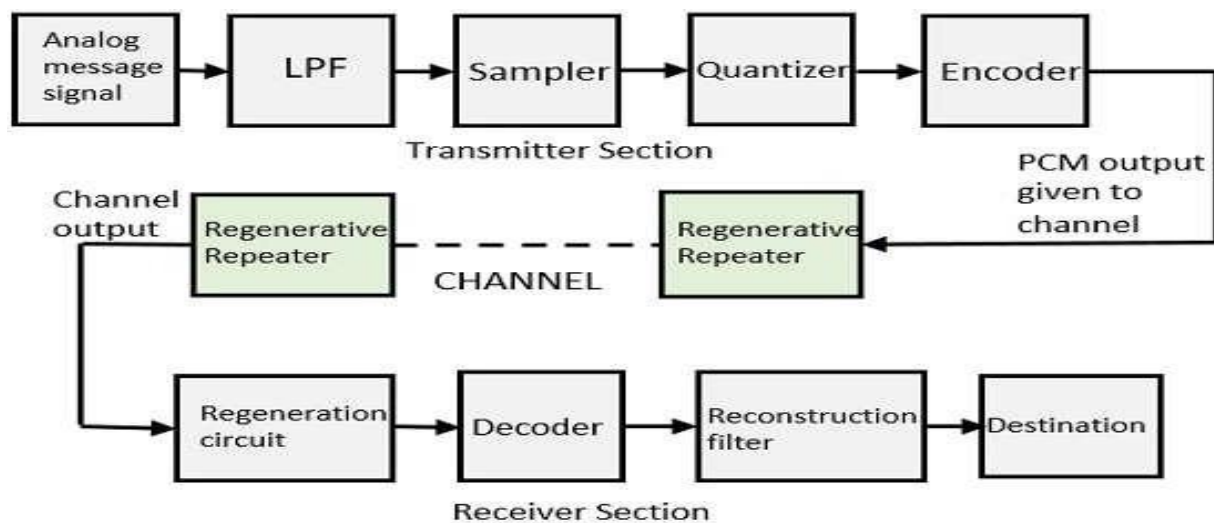 Analog
message
signal
LPF
Sampler
Quantizer
Encoder
Transmitter Section
PCM output
given to
channel
Channel
output
Regenerative
Repeater
CHANNEL
Regenerative
Repeater
Regeneration
circuit
Decoder
Reconstruction
filter
Destination
Receiver Section